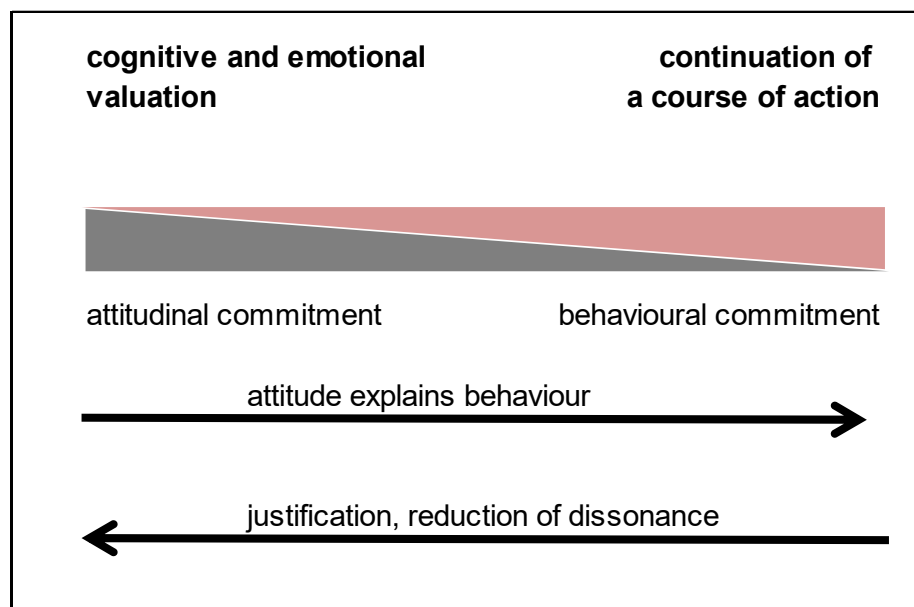 cognitive and emotional
valuation
continuation of
a course of action
attitudinal commitment
behavioural commitment
attitude explains behaviour
justification, reduction of dissonance